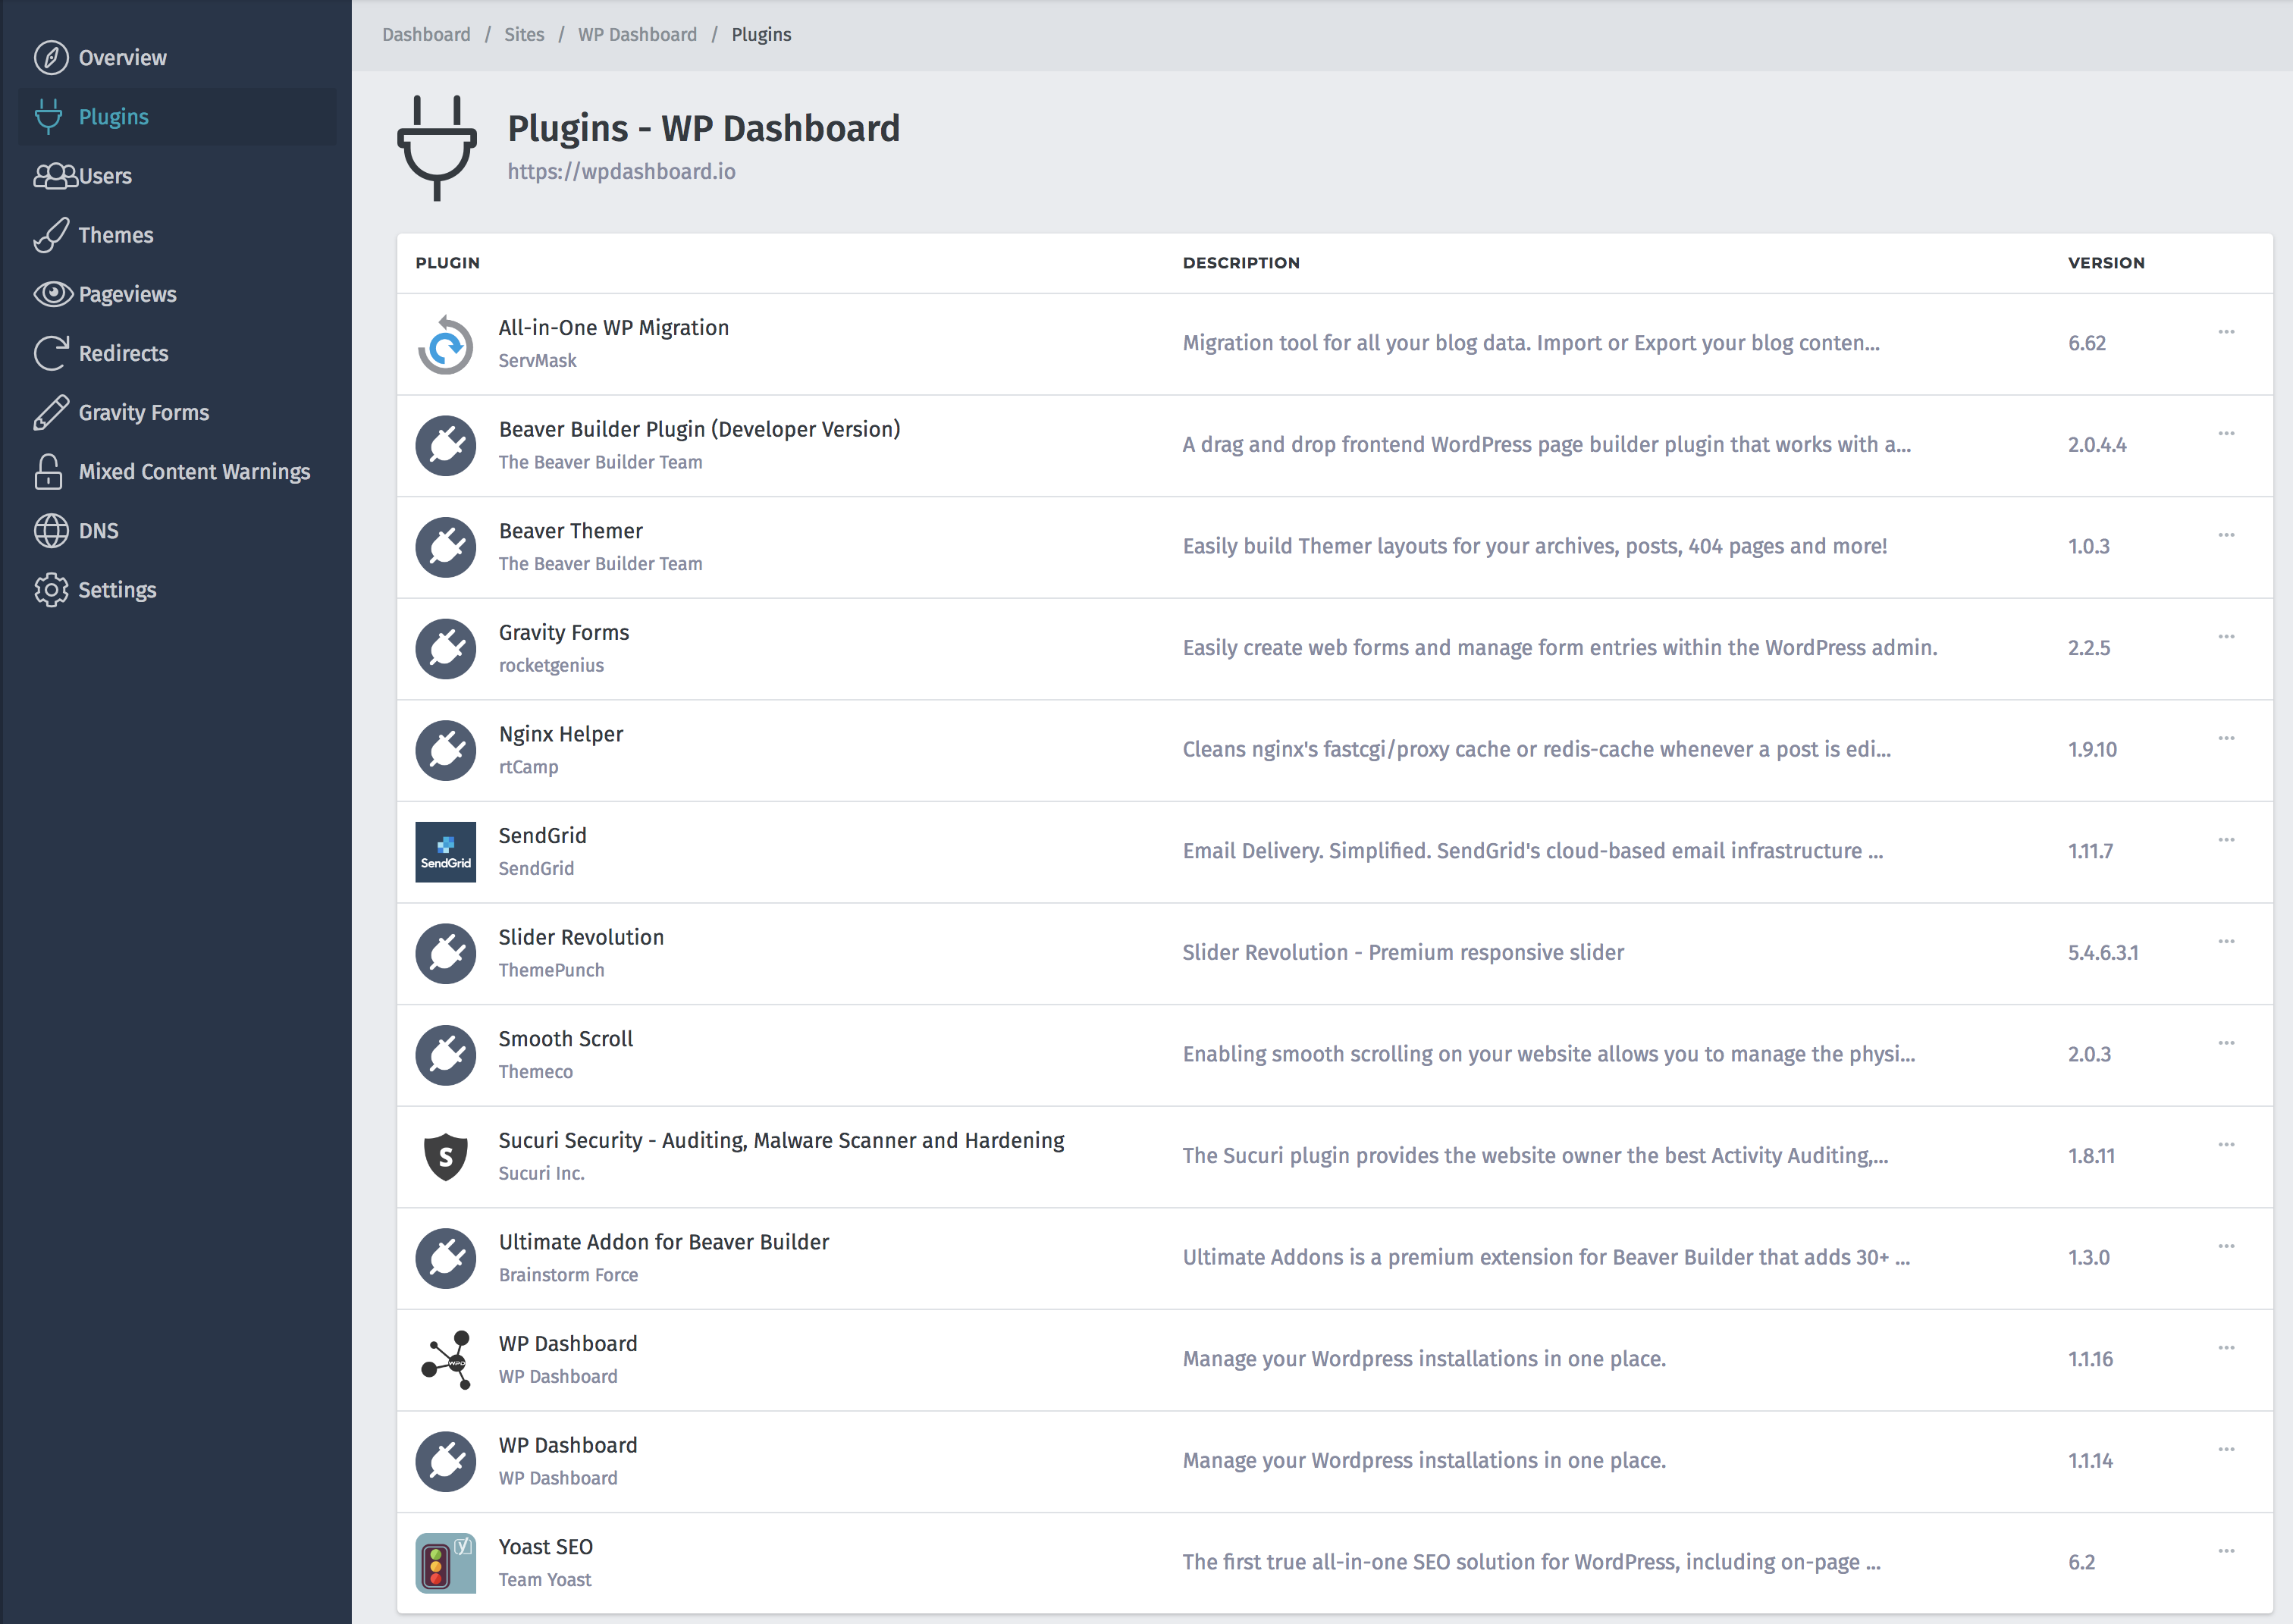 Overview
Plugins
Users
Themes
Pageviews
Redirects
Gravity Forms
Mixed Content Warnings
DNS
Settings
Dashboard / Sites / WP Dashboard / Plugins
Plugins - WP Dashboard
https://wpdashboard.io
PLUGIN DESCRIPTION VERSION
All-in-One WP Migration
ServMask
Migration tool for all your blog data. Import or Export your blog conten...
6.62
Beaver Builder Plugin (Developer Version)
The Beaver Builder Team
A drag and drop frontend WordPress page builder plugin that works with a...
2.0.4.4
Beaver Themer
The Beaver Builder Team
Easily build Themer layouts for your archives, posts, 404 pages and more!
1.0.3
Gravity Forms
rocketgenius
Easily create web forms and manage form entries within the WordPress admin.
2.2.5
Nginx Helper
rtCamp
Cleans nginx's fastcgi/proxy cache or redis-cache whenever a post is edi...
1.9.10
SendGrid
SendGrid
SendGrid
Email Delivery. Simplified. SendGrid's cloud-based email infrastructure ...
1.11.7
Slider Revolution
ThemePunch
Slider Revolution - Premium responsive slider
5.4.6.3.1
Smooth Scroll
Themeco
Enabling smooth scrolling on your website allows you to manage the physi...
2.0.3
S
Sucuri Security - Auditing, Malware Scanner and Hardening
Sucuri Inc.
The Sucuri plugin provides the website owner the best Activity Auditing,...
1.8.11
Ultimate Addon for Beaver Builder
Brainstorm Force
Ultimate Addons is a premium extension for Beaver Builder that adds 30+ ...
1.3.0
WPD
WP Dashboard
WP Dashboard
Manage your Wordpress installations in one place.
1.1.16
WP Dashboard
WP Dashboard
Manage your Wordpress installations in one place.
1.1.14
y
Yoast SEO
Team Yoast
The first true all-in-one SEO solution for WordPress, including on-page ...
6.2